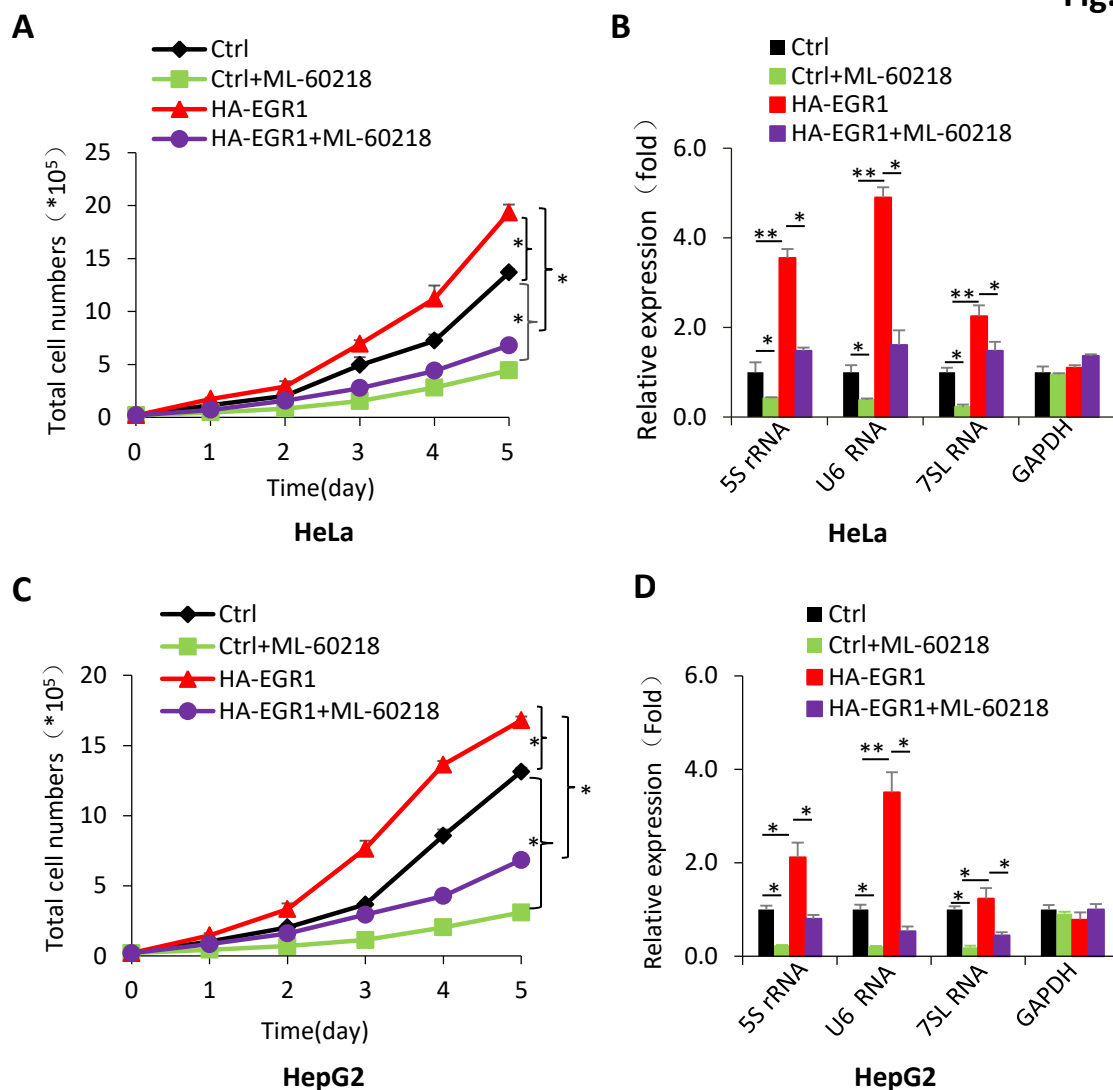 Fig.
A
Ctrl
Ctrl+ML-60218
HA-EGR1
HA-EGR1+ML-60218
Total cell numbers（*10⁵）
25
20
15
10
5
0
*
*
*
0 1 2 3 4 5
Time(day)
HeLa
B
Ctrl
Ctrl+ML-60218
HA-EGR1
HA-EGR1+ML-60218
Relative expression（fold）
6.0
4.0
2.0
0.0
** * *
** * *
** * *
5S rRNA
U6 RNA
7SL RNA
GAPDH
HeLa
C
Ctrl
Ctrl+ML-60218
HA-EGR1
HA-EGR1+ML-60218
Total cell numbers（*10⁵）
20
15
10
5
0
*
*
*
0 1 2 3 4 5
Time(day)
HepG2
D
Ctrl
Ctrl+ML-60218
HA-EGR1
HA-EGR1+ML-60218
Relative expression（Fold）
6.0
4.0
2.0
0.0
* * *
** * *
* * *
5S rRNA
U6 RNA
7SL RNA
GAPDH
HepG2